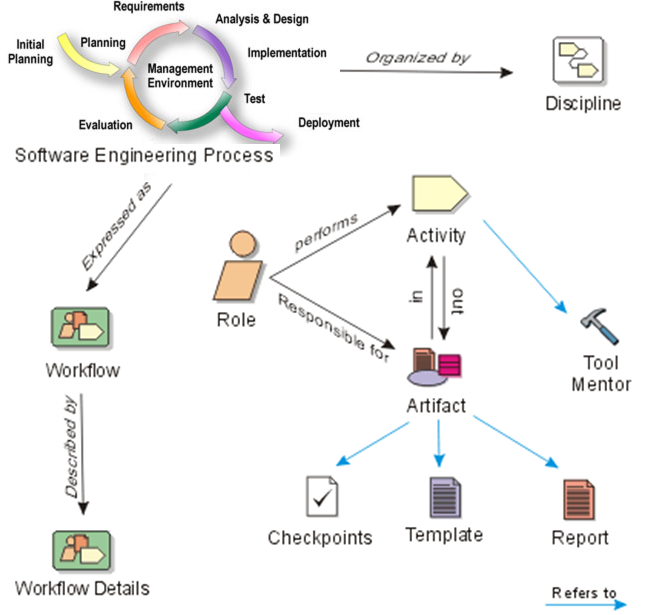 Requirements
Analysis & Design
Initial
Planning
Planning
Implementation
Management
Environment
Test
Evaluation
Deployment
Organized by
Discipline
Software Engineering Process
Expressed as
performs
Activity
Role
Responsible for
in
out
Workflow
Artifact
Tool
Mentor
Described by
Checkpoints
Template
Report
Workflow Details
Refers to